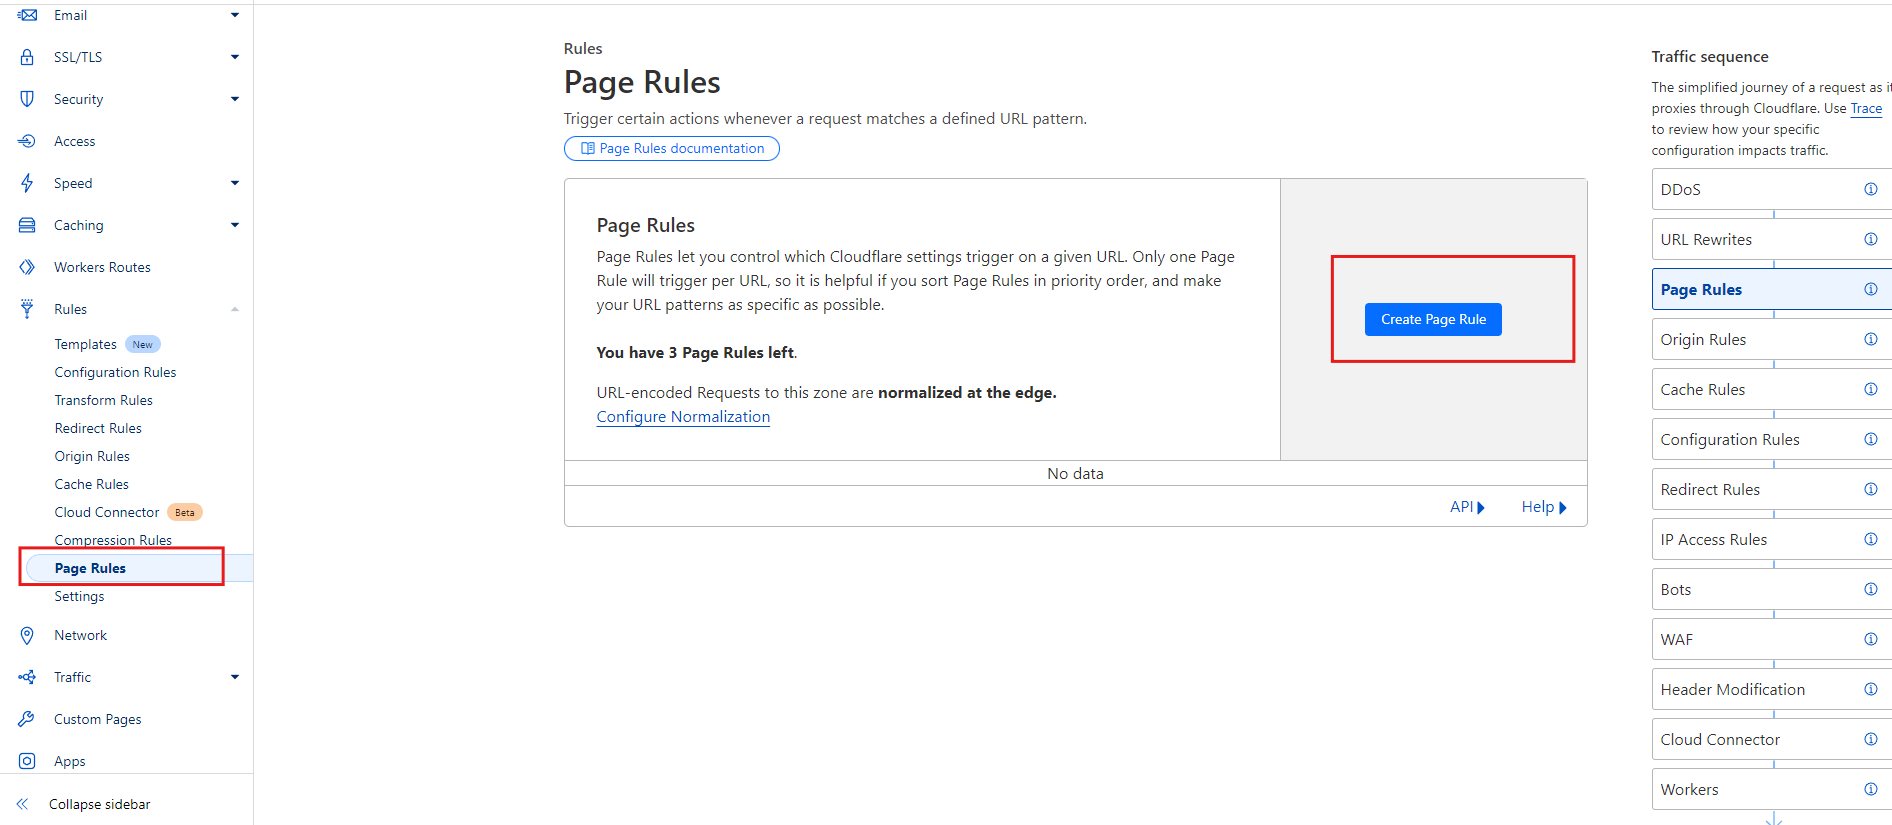 Email
SSL/TLS
Security
Access
Speed
Caching
Workers Routes
Rules
Templates New
Configuration Rules
Transform Rules
Redirect Rules
Origin Rules
Cache Rules
Cloud Connector Beta
Compression Rules
Page Rules
Settings
Network
Traffic
Custom Pages
Apps
Collapse sidebar
Rules
Page Rules
Trigger certain actions whenever a request matches a defined URL pattern.
Page Rules documentation
Page Rules
Page Rules let you control which Cloudflare settings trigger on a given URL. Only one Page
Rule will trigger per URL, so it is helpful if you sort Page Rules in priority order, and make
your URL patterns as specific as possible.
You have 3 Page Rules left.
URL-encoded Requests to this zone are normalized at the edge.
Configure Normalization
Create Page Rule
No data
API
Help
Traffic sequence
The simplified journey of a request as it
proxies through Cloudflare. Use Trace
to review how your specific
configuration impacts traffic.
DDoS
URL Rewrites
Page Rules
Origin Rules
Cache Rules
Configuration Rules
Redirect Rules
IP Access Rules
Bots
WAF
Header Modification
Cloud Connector
Workers